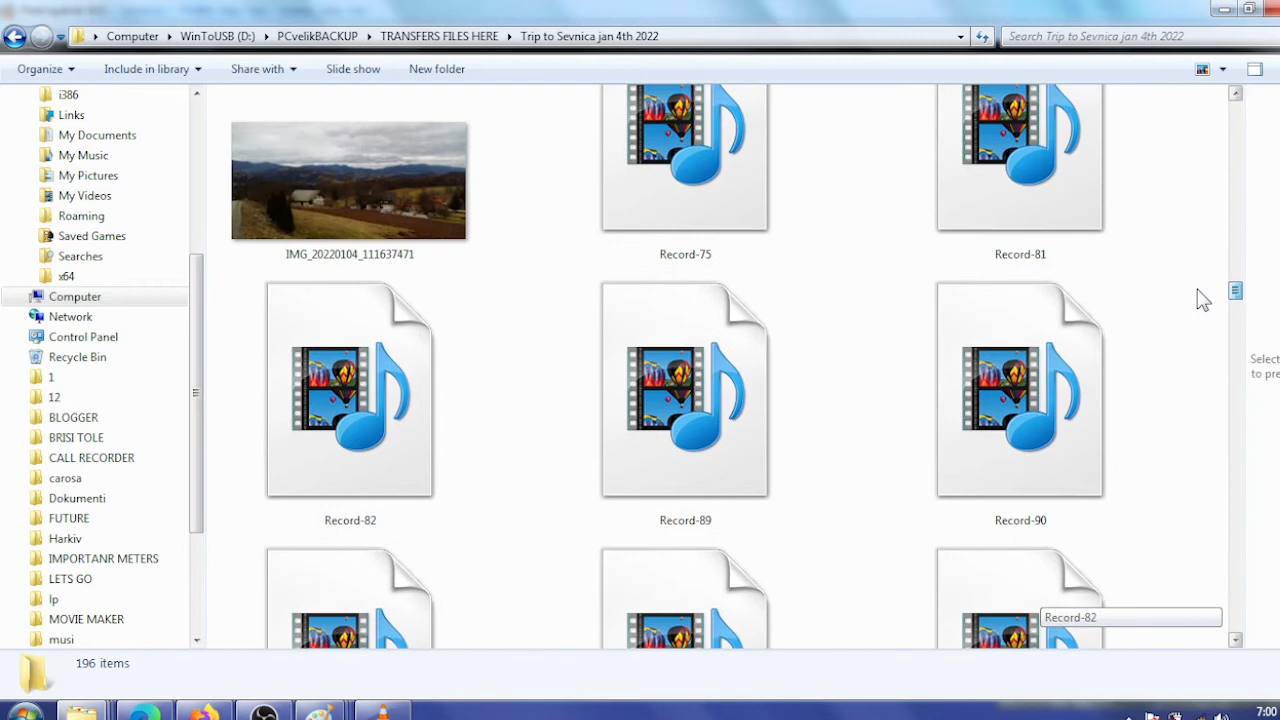 Computer WinToUSB (D:) PCvelikBACKUP TRANSFERS FILES HERE Trip to Sevnica jan 4th 2022 Search Trip to Sevnica jan 4th 2022
Organize Include in library Share with Slide show New folder
i386
Links
My Documents
My Music
My Pictures
My Videos
Roaming
Saved Games
Searches
x64
Computer
Network
Control Panel
Recycle Bin
1
12
BLOGGER
BRISI TOLE
CALL RECORDER
carosa
Dokumenti
FUTURE
Harkiv
IMPORTANR METERS
LETS GO
lp
MOVIE MAKER
musi
IMG_20220104_111637471 Record-75 Record-81
Record-82 Record-89 Record-90
Record-82
Select
to pre
196 items
7:00